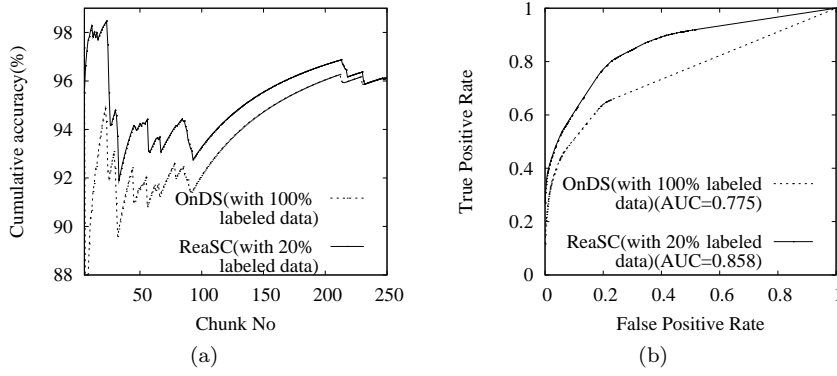 98
96
94
92
90
88
Cumulative accuracy(%)
OnDS(with 100%
labeled data)
ReaSC(with 20%
labeled data)
50
100
150
200
250
Chunk No
(a)
1
0.8
0.6
0.4
0.2
0
True Positive Rate
OnDS(with 100% labeled
data)(AUC=0.775)
ReaSC(with 20% labeled
data)(AUC=0.858)
0
0.2
0.4
0.6
0.8
1
False Positive Rate
(b)